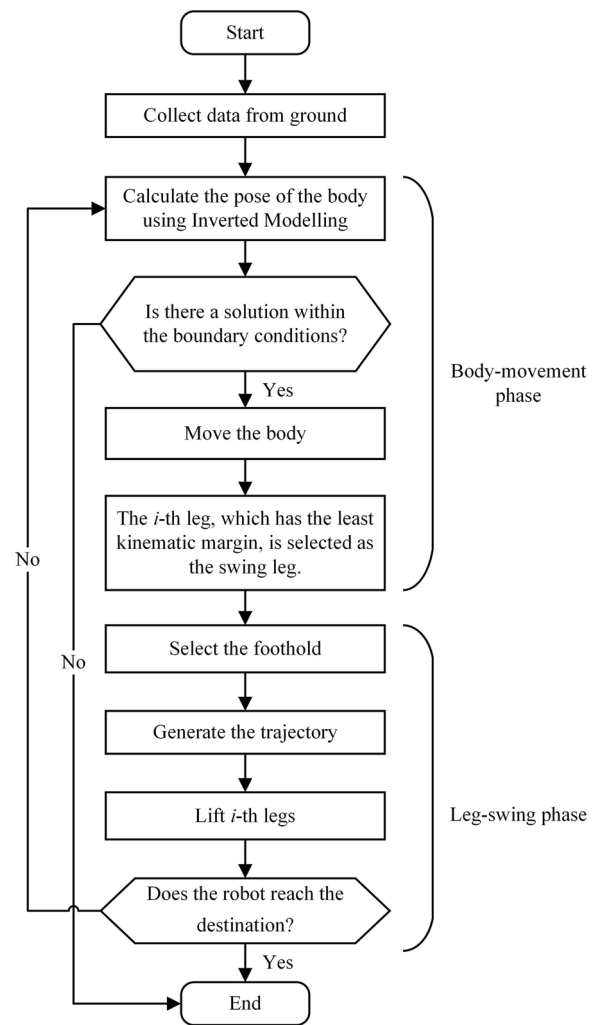 Start
Collect data from ground
Calculate the pose of the body
using Inverted Modelling
Is there a solution within
the boundary conditions?
Yes
Body-movement
phase
Move the body
The i-th leg, which has the least
kinematic margin, is selected as
the swing leg.
No
Select the foothold
No
Generate the trajectory
Lift i-th legs
Leg-swing phase
Does the robot reach the
destination?
Yes
End